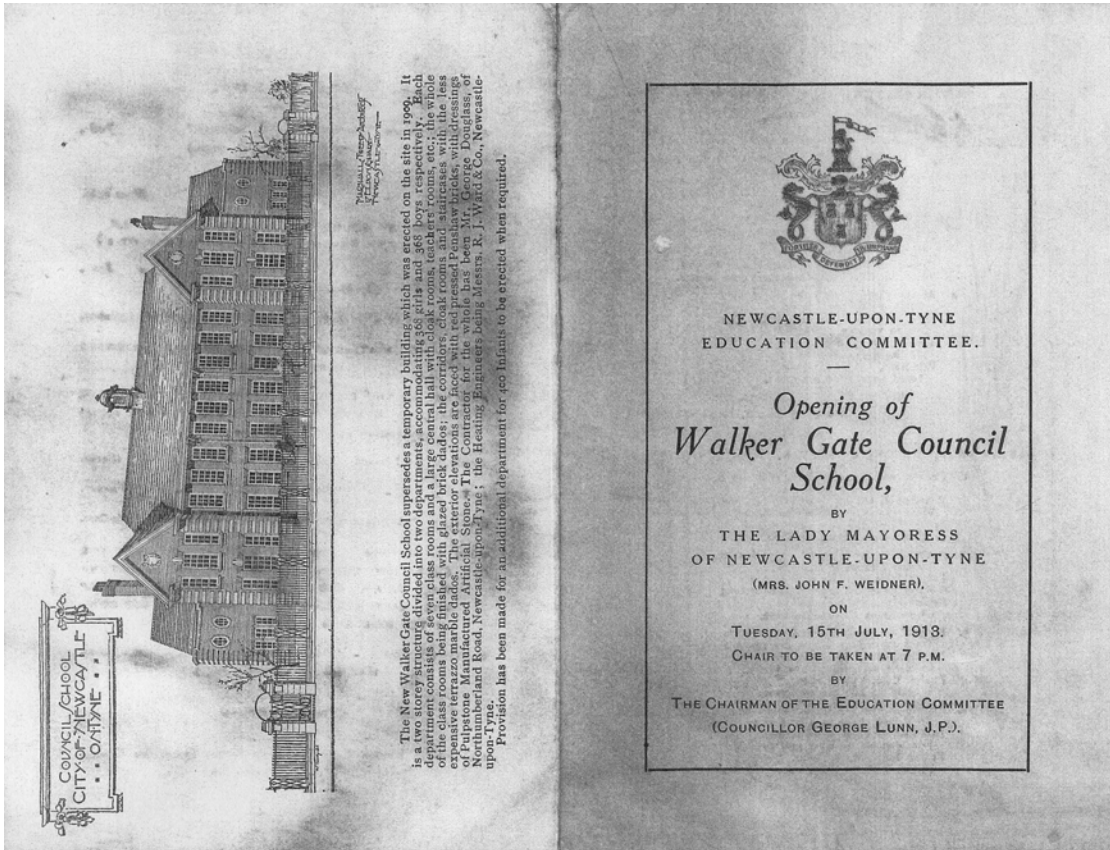 COUNCIL SCHOOL
CITY·OF·NEWCASTLE
ON TYNE
The New Walker Gate Council School supersedes a temporary building which was erected on the site in 1909. It
is a two storey structure divided into two departments, accommodating 368 girls and 368 boys respectively. Each
department consists of seven class rooms and a large central hall with cloak rooms, teachers rooms, etc.; the whole
of the class rooms being finished with glazed brick dados; the corridors, cloak rooms and staircases with the less
expensive terrazzo marble dados. The exterior elevations are faced with red pressed Penshaw bricks, with dressings
of Pulpstone Manufactured Artificial Stone. The Contractor for the whole has been Mr. George Douglass, of
Northumberland Road, Newcastle-upon-Tyne; the Heating Engineers being Messrs. R. J. Ward & Co., Newcastle-
upon-Tyne.
Provision has been made for an additional department for 400 Infants to be erected when required.
FORTITER
DEFENDIT
TRIUMPHANS
NEWCASTLE-UPON-TYNE
EDUCATION COMMITTEE.
Opening of
Walker Gate Council
School,
BY
THE LADY MAYORESS
OF NEWCASTLE-UPON-TYNE
(MRS. JOHN F. WEIDNER).
ON
TUESDAY, 15TH JULY, 1913.
CHAIR TO BE TAKEN AT 7 P.M.
BY
THE CHAIRMAN OF THE EDUCATION COMMITTEE
(COUNCILLOR GEORGE LUNN, J.P.).